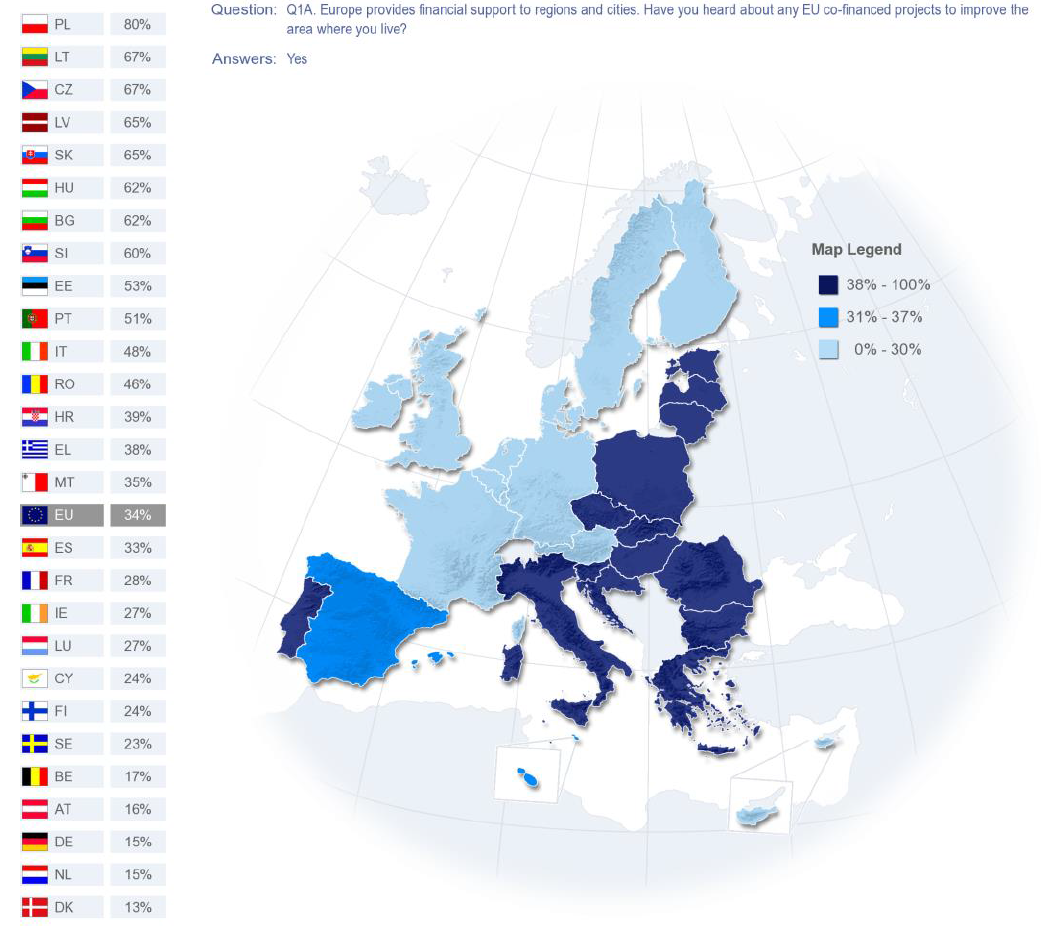 Question: Q1A. Europe provides financial support to regions and cities. Have you heard about any EU co-financed projects to improve the
area where you live?
Answers: Yes
PL 80%
LT 67%
CZ 67%
LV 65%
SK 65%
HU 62%
BG 62%
SI 60%
EE 53%
PT 51%
IT 48%
RO 46%
HR 39%
EL 38%
MT 35%
EU 34%
ES 33%
FR 28%
IE 27%
LU 27%
CY 24%
FI 24%
SE 23%
BE 17%
AT 16%
DE 15%
NL 15%
DK 13%
Map Legend
38% - 100%
31% - 37%
0% - 30%